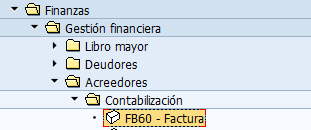 Finanzas
Gestión financiera
Libro mayor
Deudores
Acreedores
Contabilización
FB60 - Factura